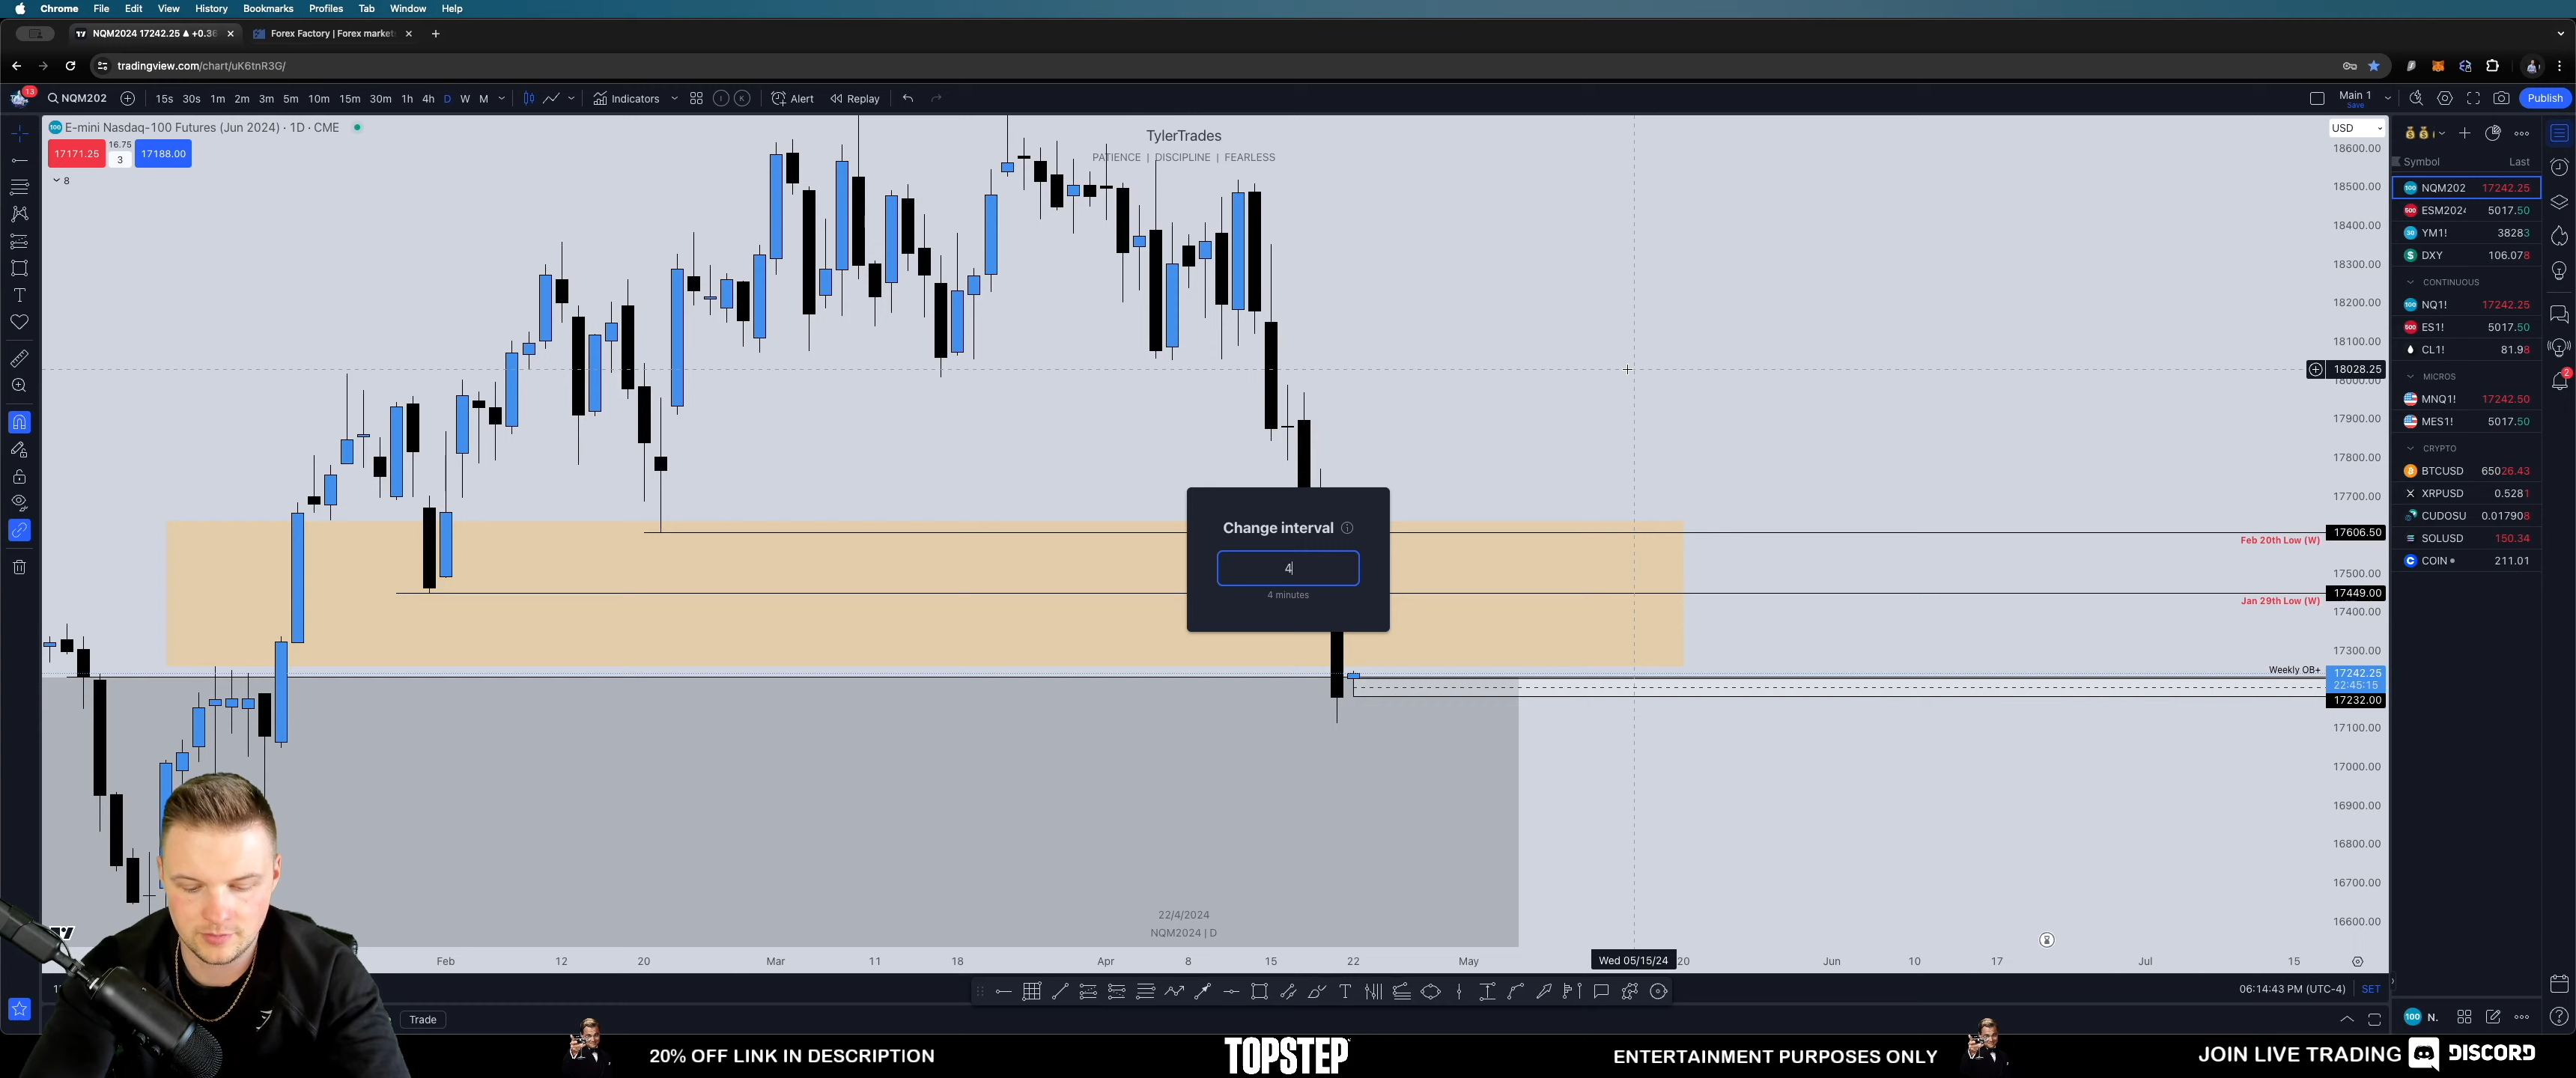 Chrome File Edit View History Bookmarks Profiles Tab Window Help
NQM2024 17242.25 ▲ +0.36
Forex Factory | Forex market
tradingview.com/chart/uK6tnR3G/
13
NQM202
15s 30s 1m 2m 3m 5m 10m 15m 30m 1h 4h D W M
Indicators
I K
Alert
Replay
Main 1
Save
Publish
E-mini Nasdaq-100 Futures (Jun 2024) · 1D · CME
17171.25
16.75
3
17188.00
8
TylerTrades
PATIENCE | DISCIPLINE | FEARLESS
USD
18600.00
18500.00
18400.00
18300.00
18200.00
18100.00
18028.25
18000.00
17900.00
17800.00
17700.00
17606.50
Feb 20th Low (W)
17500.00
17449.00
Jan 29th Low (W)
17400.00
17300.00
Weekly OB+
17242.25
22:45:15
17232.00
17100.00
17000.00
16900.00
16800.00
16700.00
16600.00
Change interval
4
4 minutes
22/4/2024
NQM2024 | D
Feb 12 20 Mar 11 18 Apr 8 15 22 May Wed 05/15/24 20 Jun 10 17 Jul 15
06:14:43 PM (UTC-4) SET
Trade
Symbol Last
NQM202 17242.25
ESM2024 5017.50
YM1! 38283
DXY 106.078
CONTINUOUS
NQ1! 17242.25
ES1! 5017.50
CL1! 81.98
MICROS
MNQ1! 17242.50
MES1! 5017.50
CRYPTO
BTCUSD 65026.43
XRPUSD 0.5281
CUDOSU 0.017908
SOLUSD 150.34
COIN 211.01
2
100 N.
20% OFF LINK IN DESCRIPTION
TOPSTEP
ENTERTAINMENT PURPOSES ONLY
JOIN LIVE TRADING DISCORD